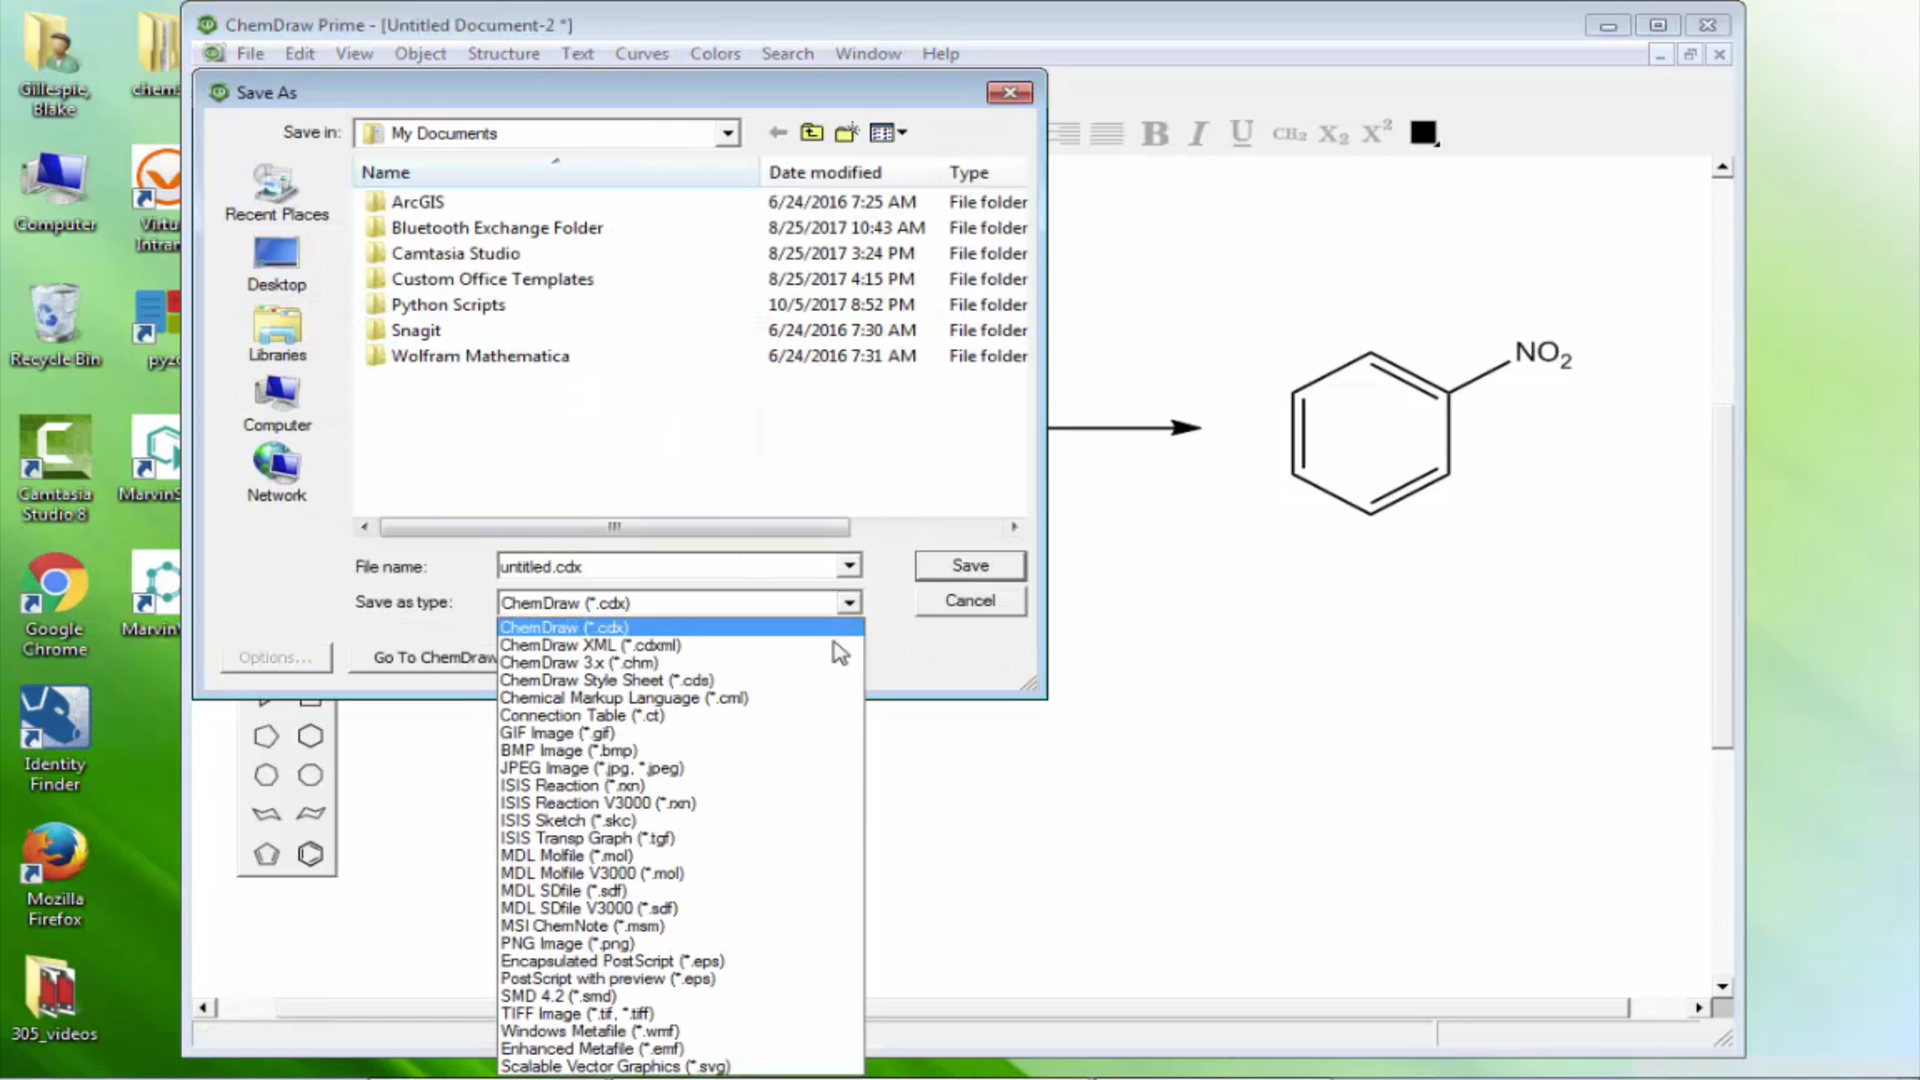 ChemDraw Prime - [Untitled Document-2 *]
File Edit View Object Structure Text Curves Colors Search Window Help
Save As
Save in: My Documents
B I U CH2 X2 X2
Name Date modified Type
ArcGIS 6/24/2016 7:25 AM File folder
Bluetooth Exchange Folder 8/25/2017 10:43 AM File folder
Camtasia Studio 8/25/2017 3:24 PM File folder
Custom Office Templates 8/25/2017 4:15 PM File folder
Python Scripts 10/5/2017 8:52 PM File folder
Snagit 6/24/2016 7:30 AM File folder
Wolfram Mathematica 6/24/2016 7:31 AM File folder
Recent Places
Desktop
Libraries
Computer
Network
File name: untitled.cdx Save
Save as type: ChemDraw (*.cdx) Cancel
Options... Go To ChemDraw
ChemDraw (*.cdx)
ChemDraw XML (*.cdxml)
ChemDraw 3.x (*.chm)
ChemDraw Style Sheet (*.cds)
Chemical Markup Language (*.cml)
Connection Table (*.ct)
GIF Image (*.gif)
BMP Image (*.bmp)
JPEG Image (*.jpg, *.jpeg)
ISIS Reaction (*.rxn)
ISIS Reaction V3000 (*.rxn)
ISIS Sketch (*.skc)
ISIS Transp Graph (*.tgf)
MDL Molfile (*.mol)
MDL Molfile V3000 (*.mol)
MDL SDfile (*.sdf)
MDL SDfile V3000 (*.sdf)
MSI ChemNote (*.msm)
PNG Image (*.png)
Encapsulated PostScript (*.eps)
PostScript with preview (*.eps)
SMD 4.2 (*.smd)
TIFF Image (*.tif, *.tiff)
Windows Metafile (*.wmf)
Enhanced Metafile (*.emf)
Scalable Vector Graphics (*.svg)
NO2
Gillespie,
Blake
Computer
Recycle Bin
Camtasia
Studio 8
Google
Chrome
Identity
Finder
Mozilla
Firefox
305_videos
chem
Virtu
Intran
pyz
MarvinS
Marvin